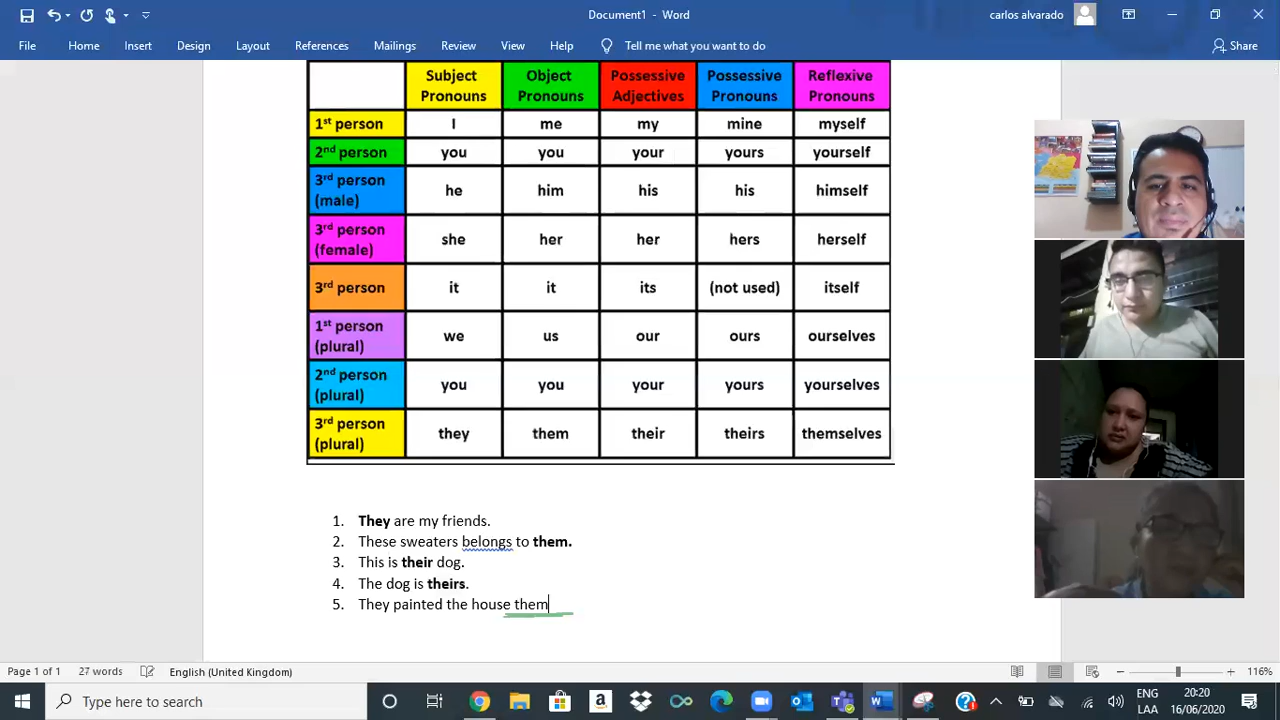 Document1 - Word
carlos alvarado
File Home Insert Design Layout References Mailings Review View Help Tell me what you want to do Share
Subject Pronouns Object Pronouns Possessive Adjectives Possessive Pronouns Reflexive Pronouns
1st person I me my mine myself
2nd person you you your yours yourself
3rd person (male) he him his his himself
3rd person (female) she her her hers herself
3rd person it it its (not used) itself
1st person (plural) we us our ours ourselves
2nd person (plural) you you your yours yourselves
3rd person (plural) they them their theirs themselves
1. They are my friends.
2. These sweaters belongs to them.
3. This is their dog.
4. The dog is theirs.
5. They painted the house them
Page 1 of 1 27 words English (United Kingdom) 116%
Type here to search
ENG 20:20
LAA 16/06/2020